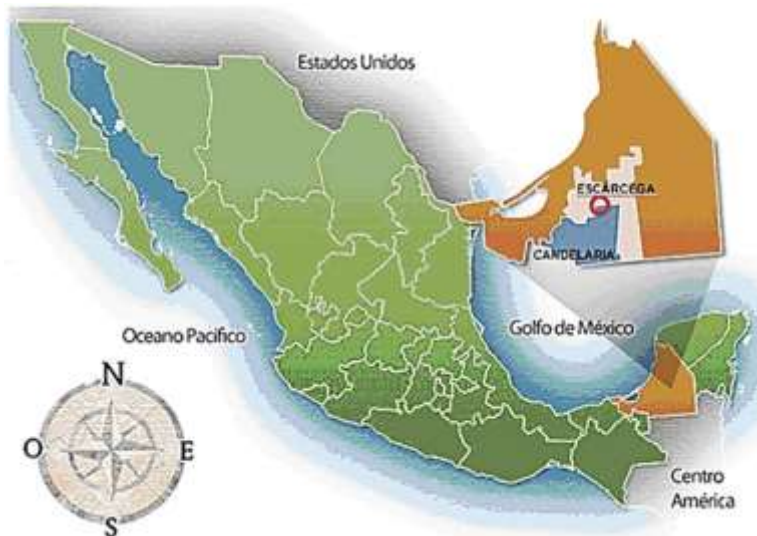 Estados Unidos
ESCÁRCEGA
CANDELARIA
Oceano Pacifico
Golfo de México
N
O
E
S
Centro
América